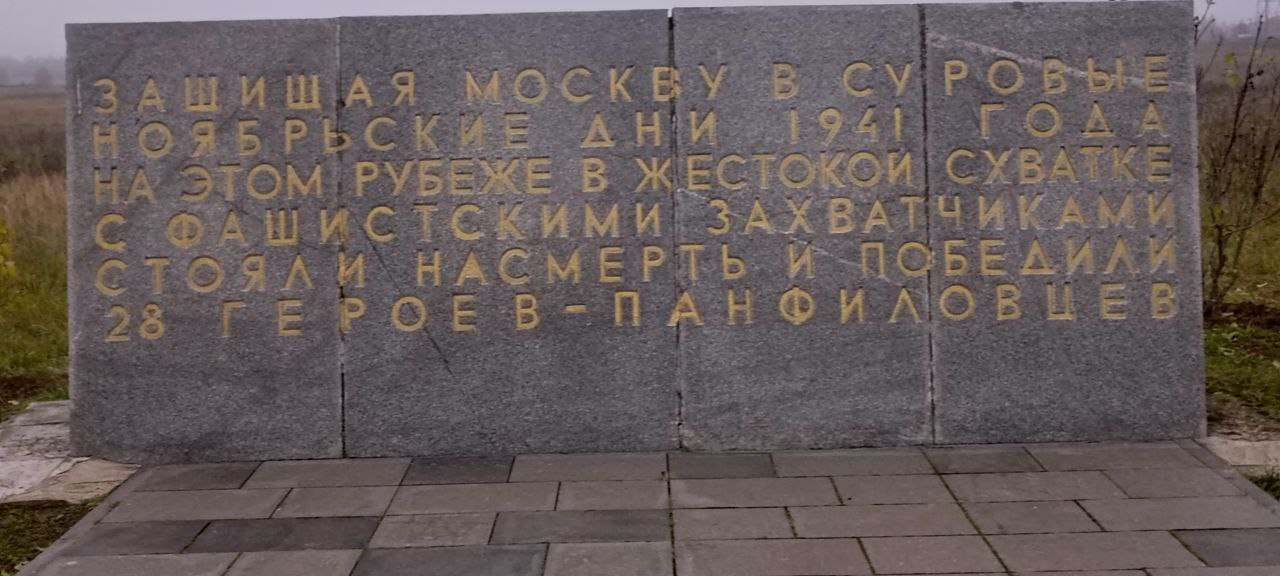 ЗАЩИЩАЯ МОСКВУ В СУРОВЫЕ
НОЯБРЬСКИЕ ДНИ 1941 ГОДА
НА ЭТОМ РУБЕЖЕ В ЖЕСТОКОЙ СХВАТКЕ
С ФАШИСТСКИМИ ЗАХВАТЧИКАМИ
СТОЯЛИ НАСМЕРТЬ И ПОБЕДИЛИ
28 ГЕРОЕВ-ПАНФИЛОВЦЕВ